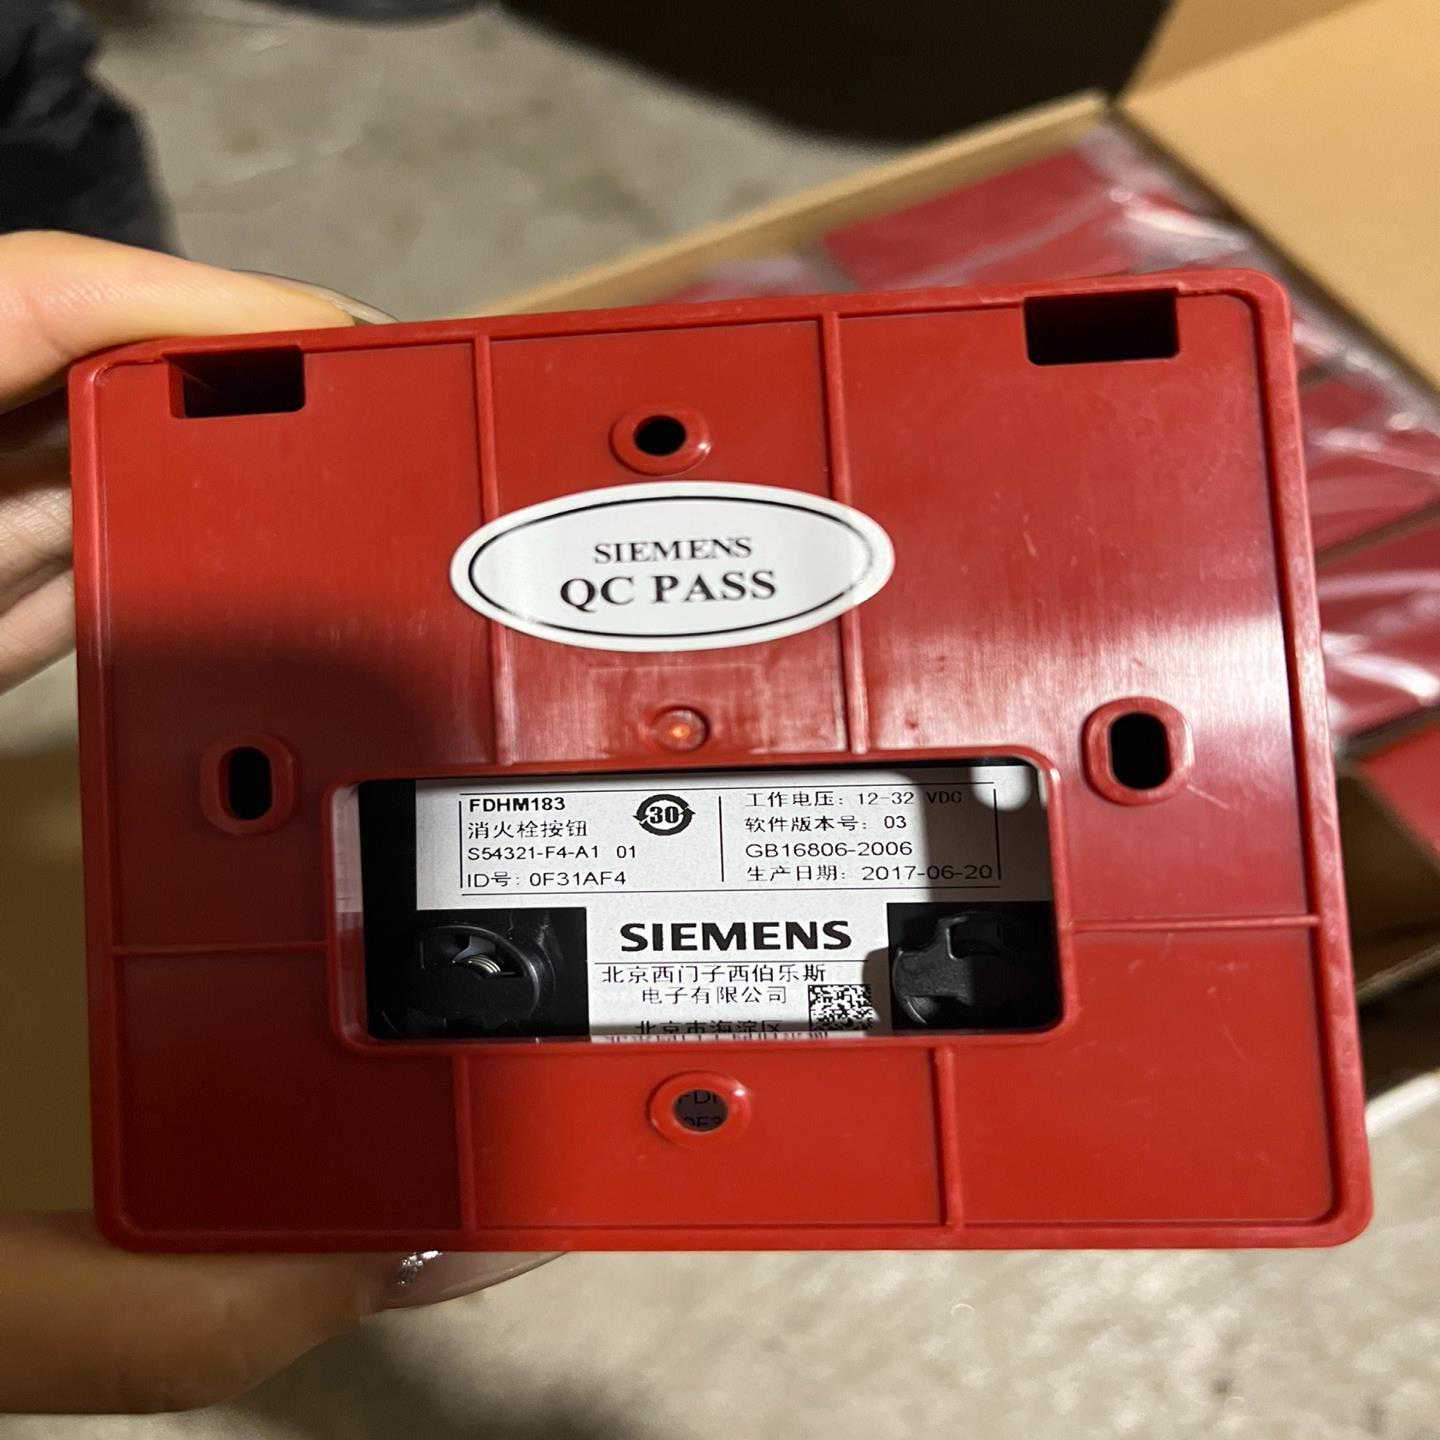 SIEMENS
QC PASS
FDHM183
消火栓按钮
S54321-F4-A1 01
ID号: 0F31AF4
30
工作电压: 12-32 VDC
软件版本号: 03
GB16806-2006
生产日期: 2017-06-20
SIEMENS
北京西门子西伯乐斯
电子有限公司
北京市海淀区